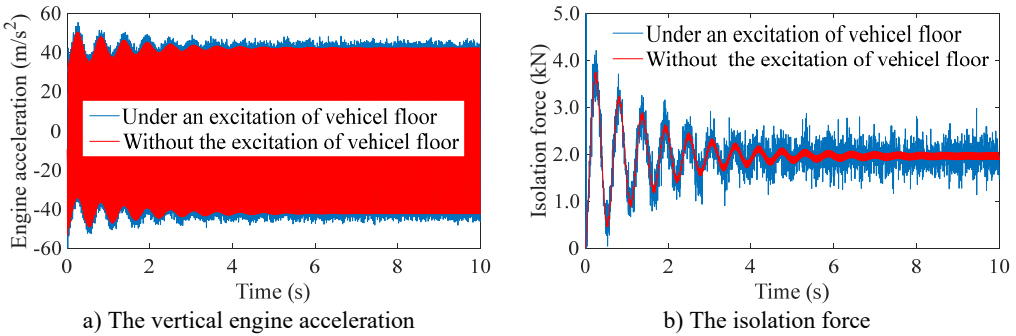 60
40
20
0
-20
-40
-60
Engine acceleration (m/s²)
Under an excitation of vehicel floor
Without the excitation of vehicel floor
0 2 4 6 8 10
Time (s)
a) The vertical engine acceleration
5.0
4.0
3.0
2.0
1.0
0
Isolation force (kN)
Under an excitation of vehicel floor
Without the excitation of vehicel floor
0 2 4 6 8 10
Time (s)
b) The isolation force